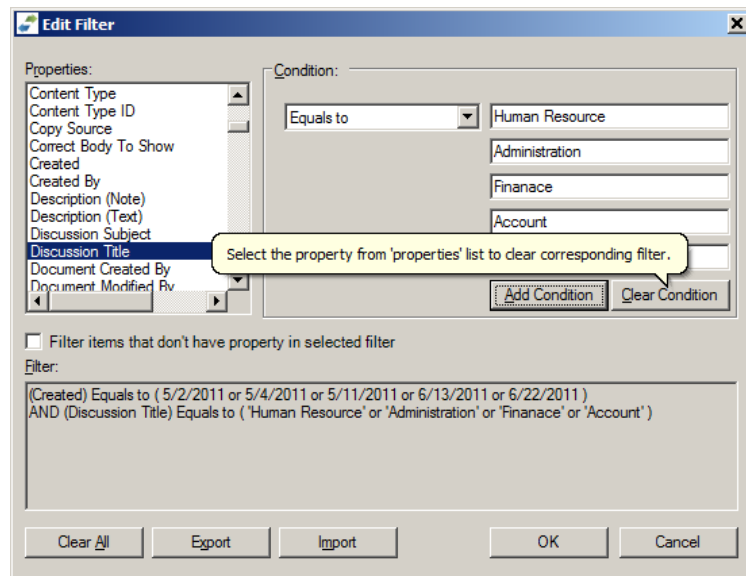 Edit Filter
Properties:
Content Type
Content Type ID
Copy Source
Correct Body To Show
Created
Created By
Description (Note)
Description (Text)
Discussion Subject
Discussion Title
Document Created By
Document Modified By
Condition:
Equals to
Human Resource
Administration
Finanace
Account
Select the property from 'properties' list to clear corresponding filter.
Add Condition
Clear Condition
Filter items that don't have property in selected filter
Filter:
(Created) Equals to ( 5/2/2011 or 5/4/2011 or 5/11/2011 or 6/13/2011 or 6/22/2011 )
AND (Discussion Title) Equals to ( 'Human Resource' or 'Administration' or 'Finanace' or 'Account' )
Clear All
Export
Import
OK
Cancel